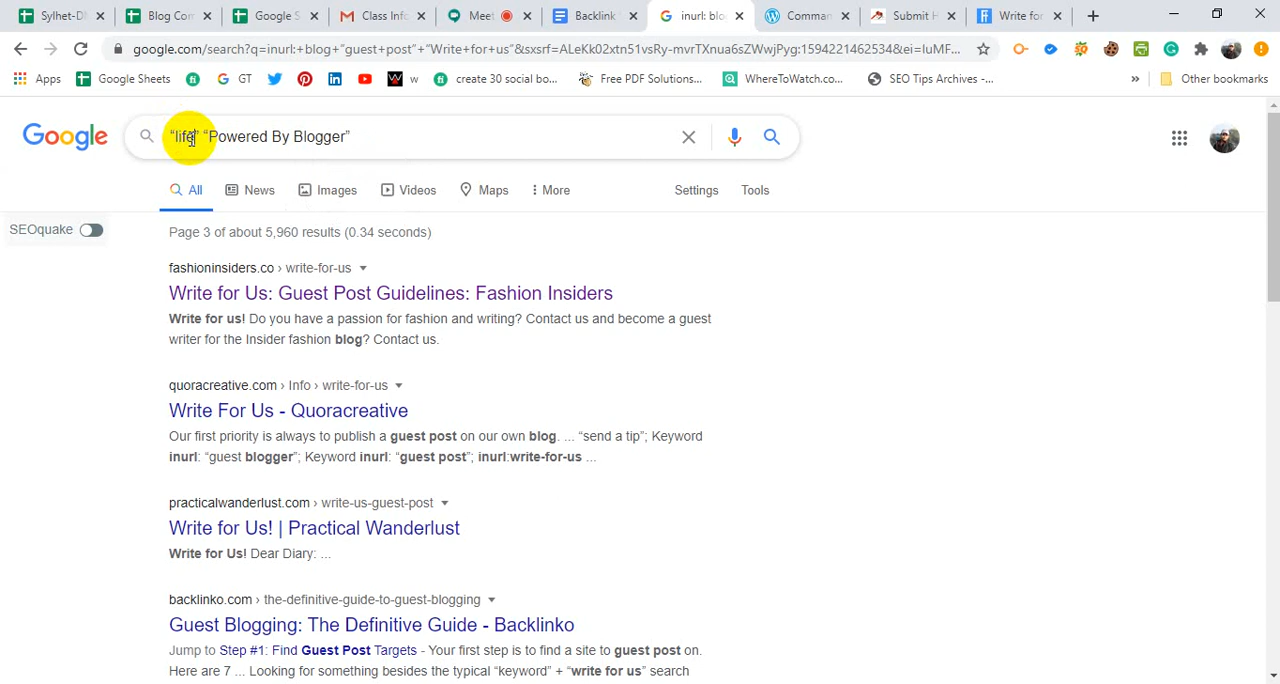 Sylhet-DM
Blog Com
Google S
Class Info
Meet
Backlink
inurl: blo
Comman
Submit H
Write for
google.com/search?q=inurl: + blog + "guest post" + "Write+for+us"&sxsrf=ALeKk02xtn51vsRy-mvrTXnua6sZWwjPyg:1594221462534&ei=IuMF...
Apps
Google Sheets
GT
w
create 30 social bo...
Free PDF Solutions...
WhereToWatch.co...
SEO Tips Archives -...
»
Other bookmarks
Google
“life” “Powered By Blogger”
All
News
Images
Videos
Maps
More
Settings
Tools
SEOquake
Page 3 of about 5,960 results (0.34 seconds)
fashioninsiders.co › write-for-us
Write for Us: Guest Post Guidelines: Fashion Insiders
Write for us! Do you have a passion for fashion and writing? Contact us and become a guest
writer for the Insider fashion blog? Contact us.
quoracreative.com › Info › write-for-us
Write For Us - Quoracreative
Our first priority is always to publish a guest post on our own blog. ... “send a tip”; Keyword
inurl: “guest blogger”; Keyword inurl: “guest post”; inurl:write-for-us ...
practicalwanderlust.com › write-us-guest-post
Write for Us! | Practical Wanderlust
Write for Us! Dear Diary: ...
backlinko.com › the-definitive-guide-to-guest-blogging
Guest Blogging: The Definitive Guide - Backlinko
Jump to Step #1: Find Guest Post Targets - Your first step is to find a site to guest post on.
Here are 7 ... Looking for something besides the typical “keyword” + “write for us” search